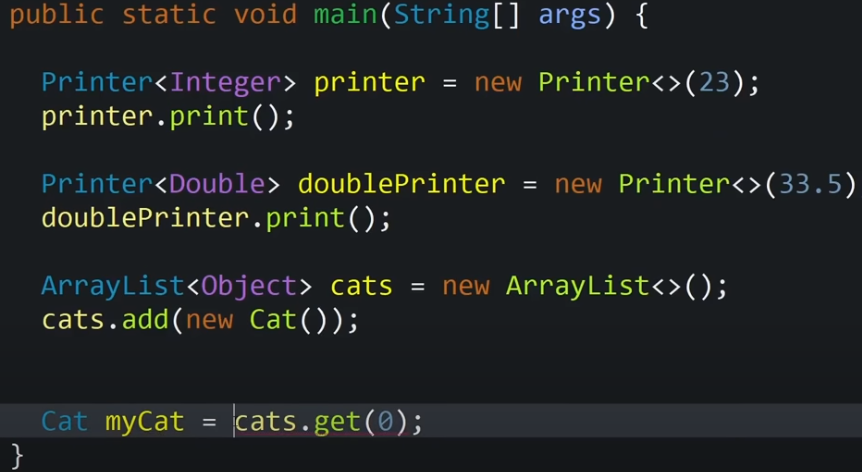 public static void main(String[] args) {
Printer<Integer> printer = new Printer<>(23);
printer.print();
Printer<Double> doublePrinter = new Printer<>(33.5)
doublePrinter.print();
ArrayList<Object> cats = new ArrayList<>();
cats.add(new Cat());
Cat myCat = cats.get(0);
}